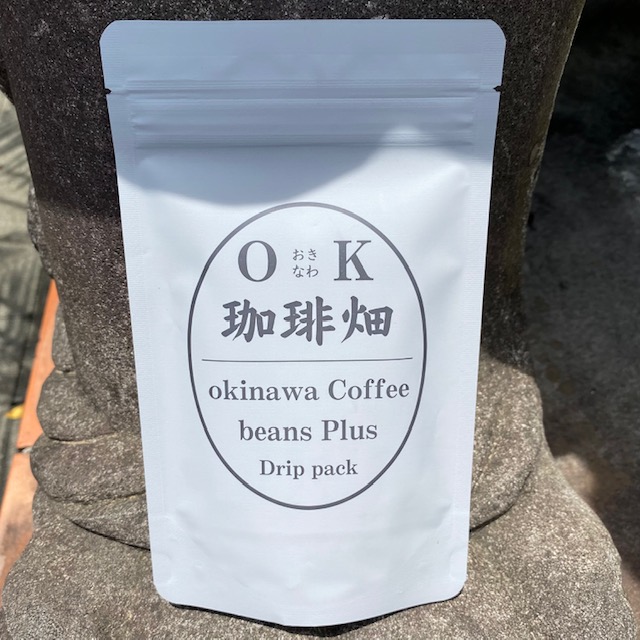 O おき なわ K
珈琲畑
okinawa Coffee
beans Plus
Drip pack